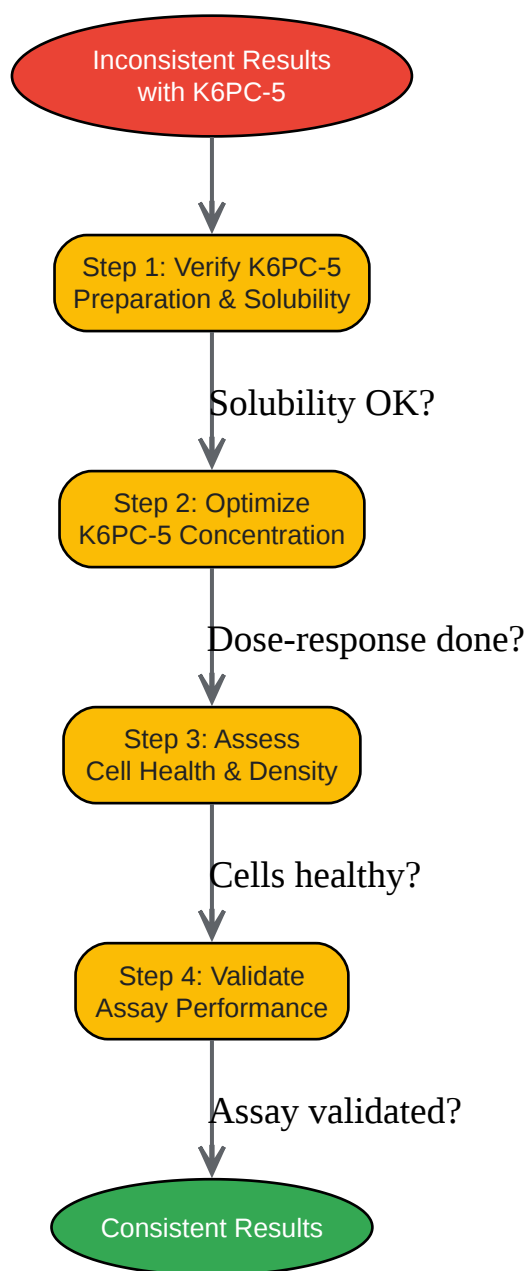 Inconsistent Results
with K6PC-5
Step 1: Verify K6PC-5
Preparation & Solubility
Solubility OK?
Step 2: Optimize
K6PC-5 Concentration
Dose-response done?
Step 3: Assess
Cell Health & Density
Cells healthy?
Step 4: Validate
Assay Performance
Assay validated?
Consistent Results